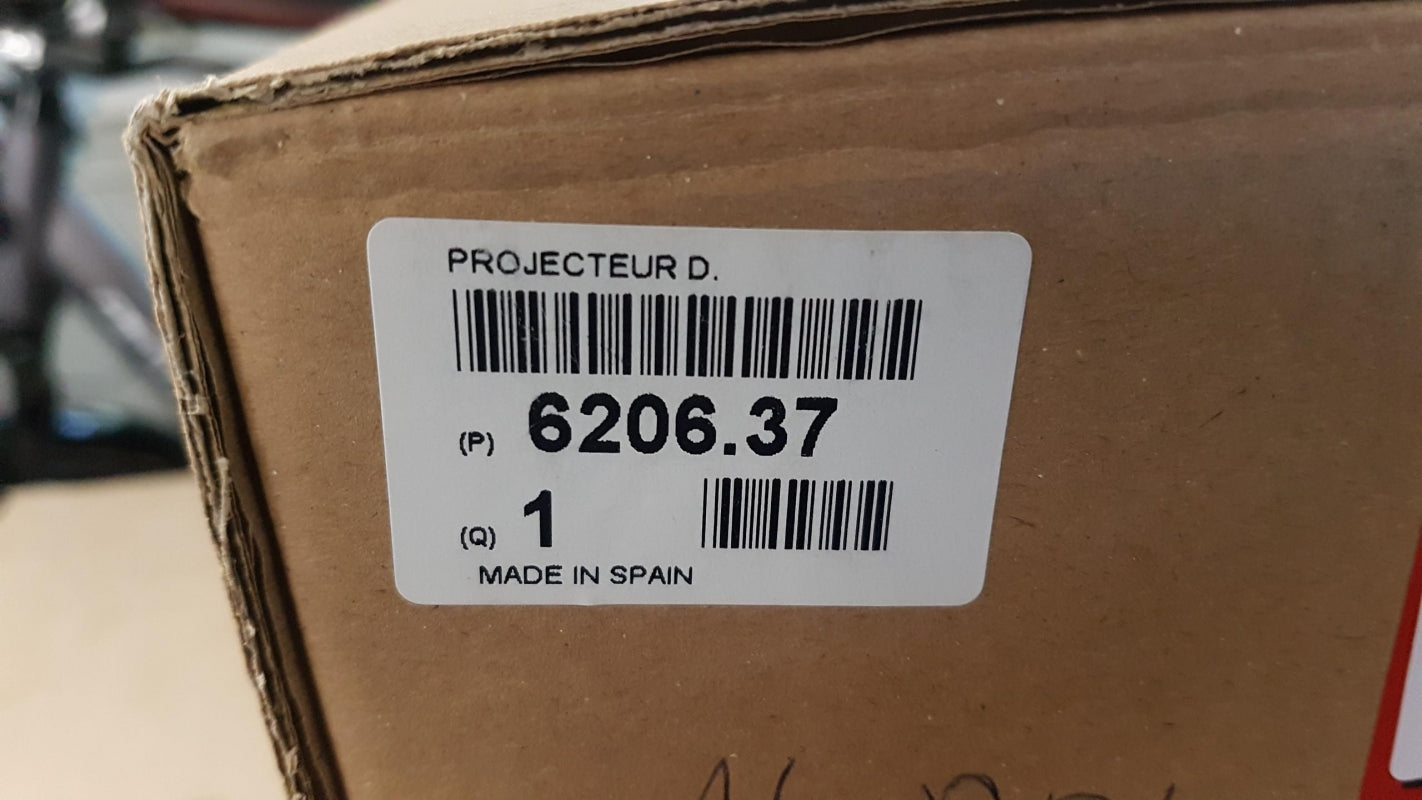 PROJECTEUR D.
(P) 6206.37
(Q) 1
MADE IN SPAIN